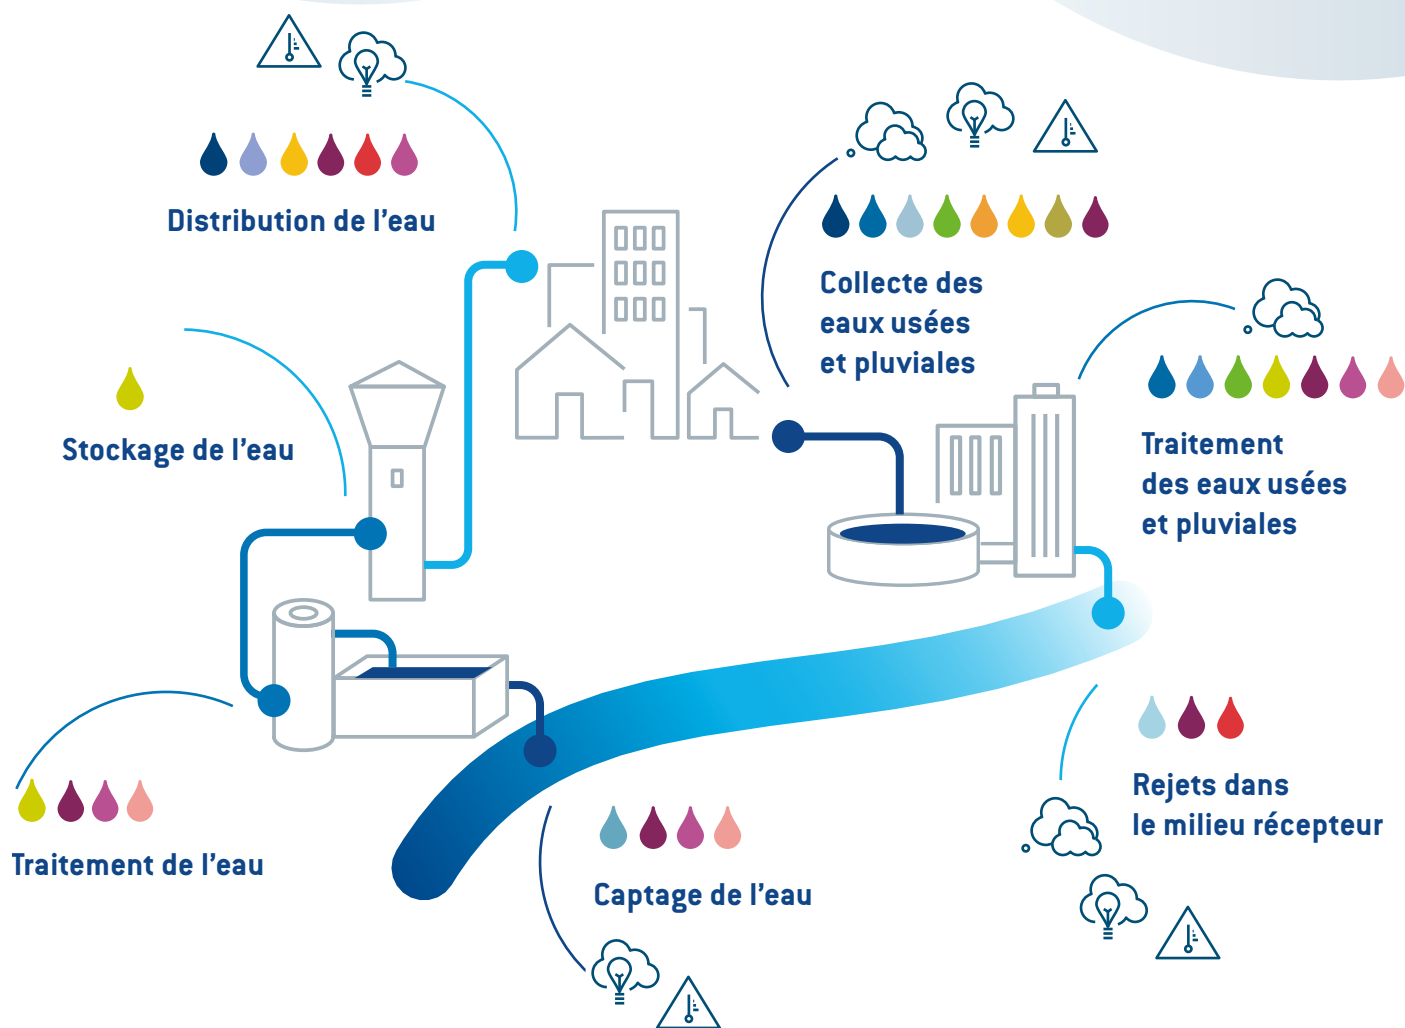 Distribution de l’eau
Collecte des
eaux usées
et pluviales
Stockage de l’eau
Traitement
des eaux usées
et pluviales
Rejets dans
le milieu récepteur
Traitement de l’eau
Captage de l’eau